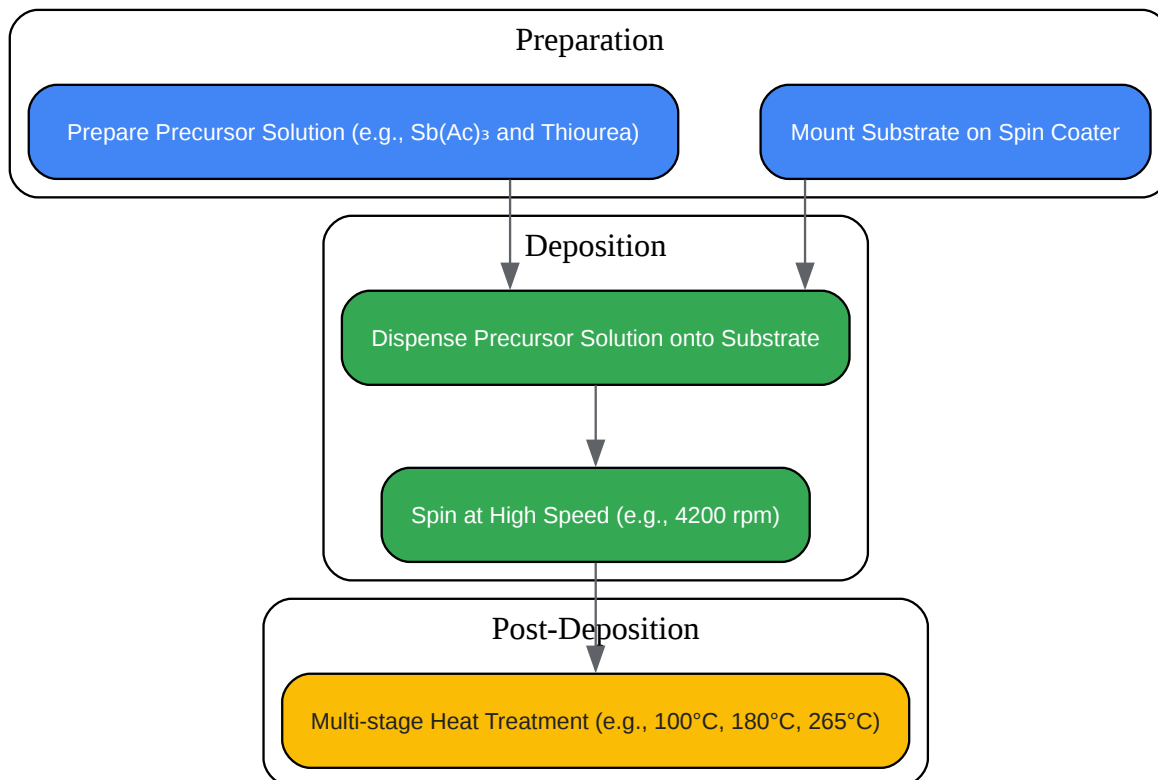 Preparation
Prepare Precursor Solution (e.g., Sb(Ac)₃ and Thiourea)
Mount Substrate on Spin Coater
Deposition
Dispense Precursor Solution onto Substrate
Spin at High Speed (e.g., 4200 rpm)
Post-Deposition
Multi-stage Heat Treatment (e.g., 100°C, 180°C, 265°C)